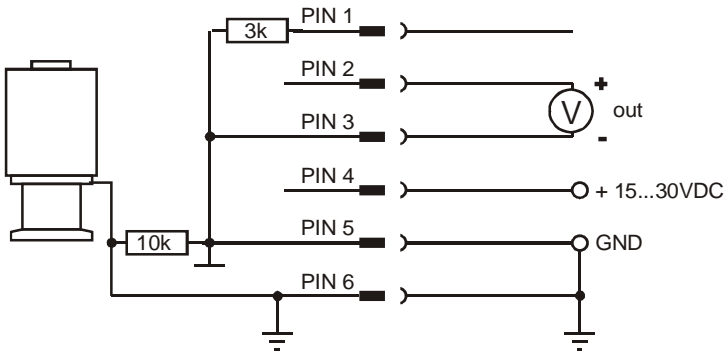 PIN 1
3k
PIN 2
+
V
out
PIN 3
-
PIN 4
+ 15...30VDC
PIN 5
10k
GND
PIN 6